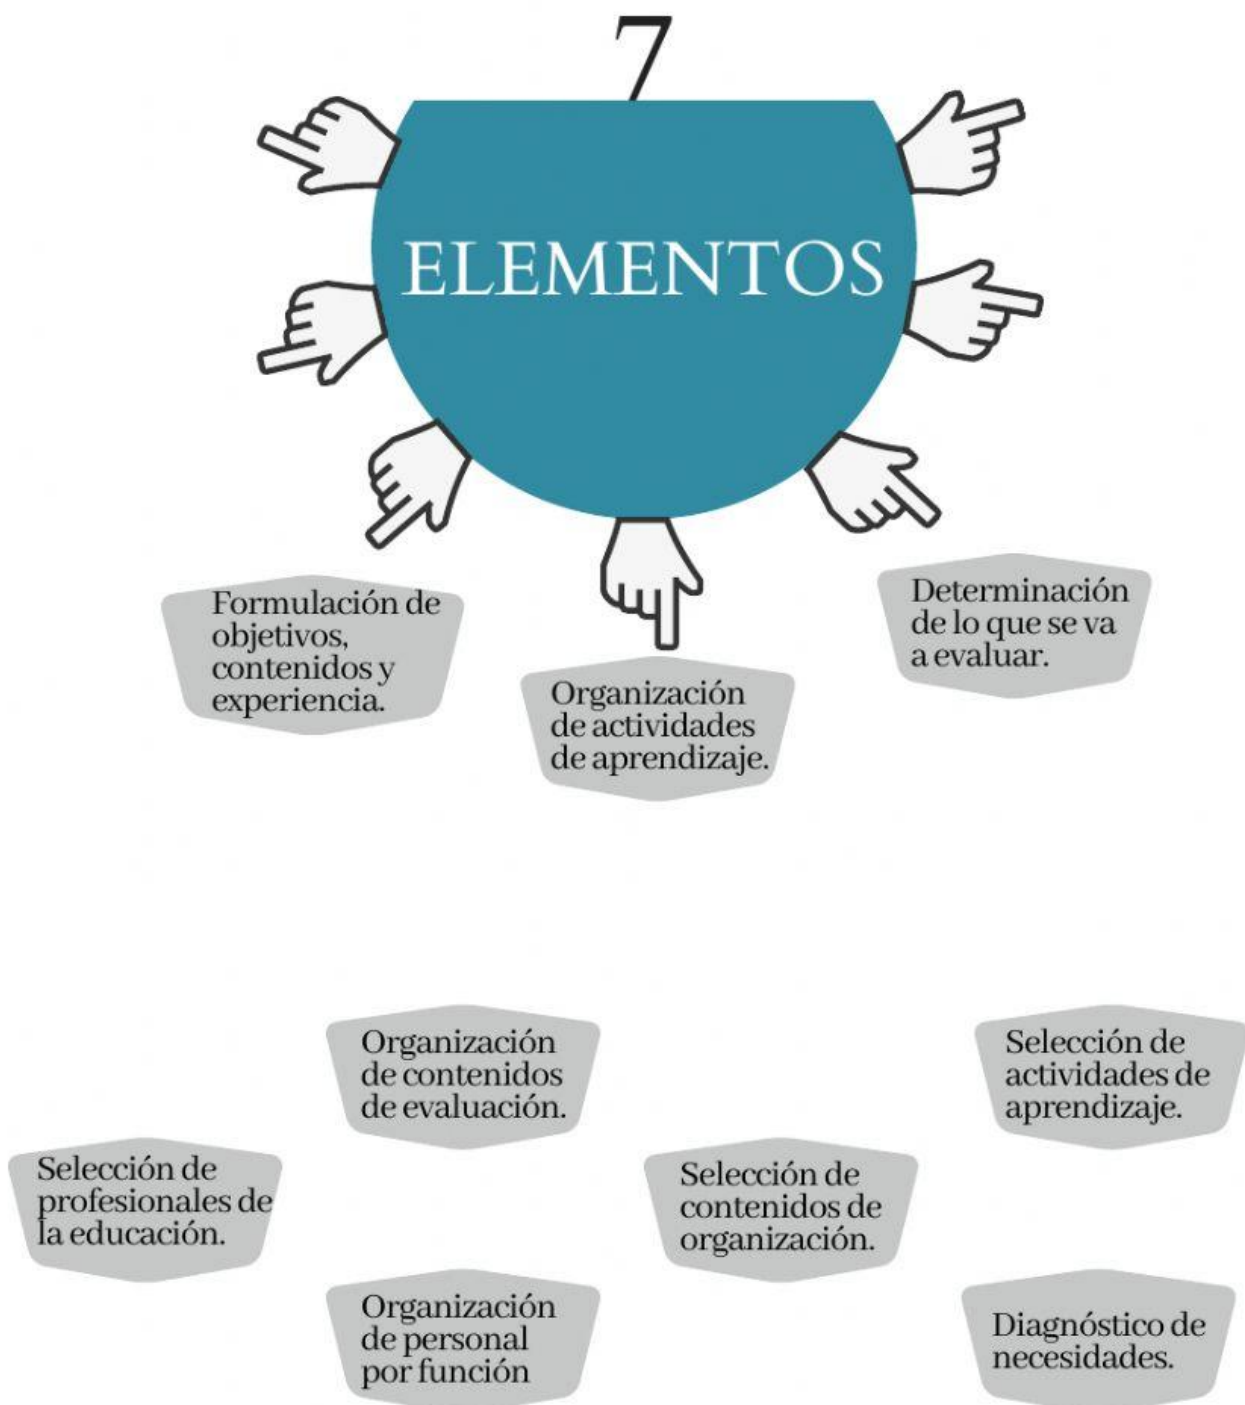 7
ELEMENTOS
Formulación de
objetivos,
contenidos y
experiencia.
Organización
de actividades
de aprendizaje.
Determinación
de lo que se va
a evaluar.
Organización
de contenidos
de evaluación.
Selección de
actividades de
aprendizaje.
Selección de
profesionales de
la educación.
Selección de
contenidos de
organización.
Organización
de personal
por función
Diagnóstico de
necesidades.